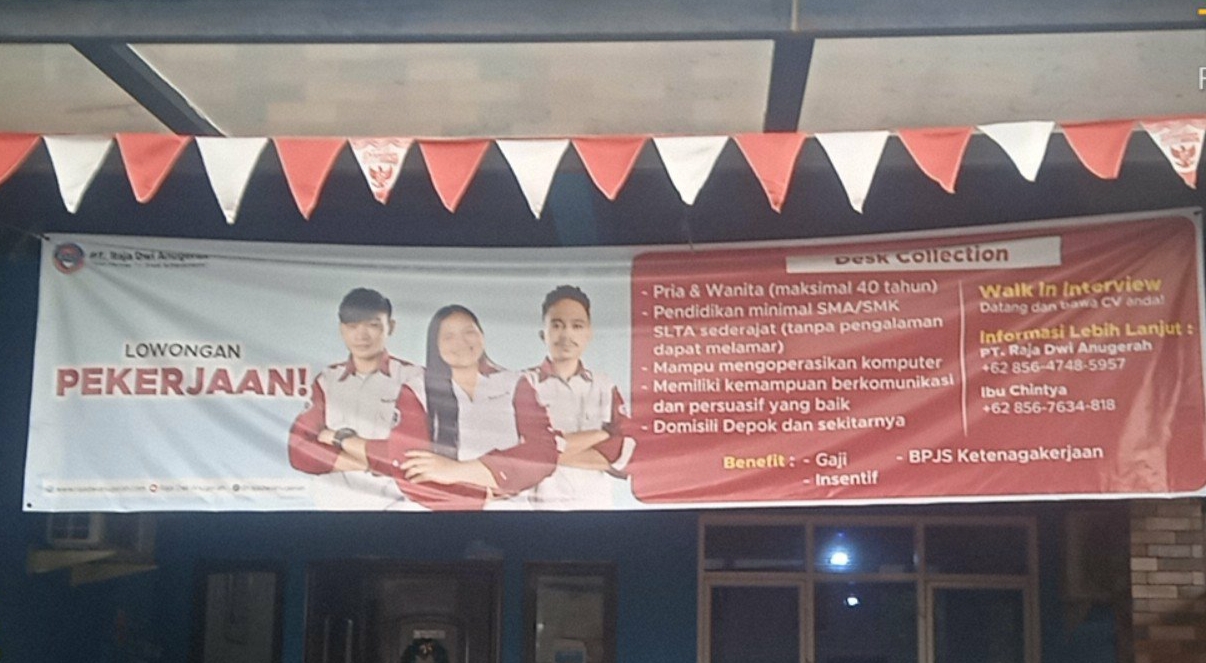 PT. Raja Dwi Anugerah
LOWONGAN
PEKERJAAN!
Desk Collection
- Pria & Wanita (maksimal 40 tahun)
- Pendidikan minimal SMA/SMK
SLTA sederajat (tanpa pengalaman
dapat melamar)
- Mampu mengoperasikan komputer
- Memiliki kemampuan berkomunikasi
dan persuasif yang baik
- Domisili Depok dan sekitarnya
Walk In Interview
Datang dan bawa CV anda!
Informasi Lebih Lanjut :
PT. Raja Dwi Anugerah
+62 856-4748-5957
Ibu Chintya
+62 856-7634-818
Benefit : - Gaji
- Insentif
- BPJS Ketenagakerjaan